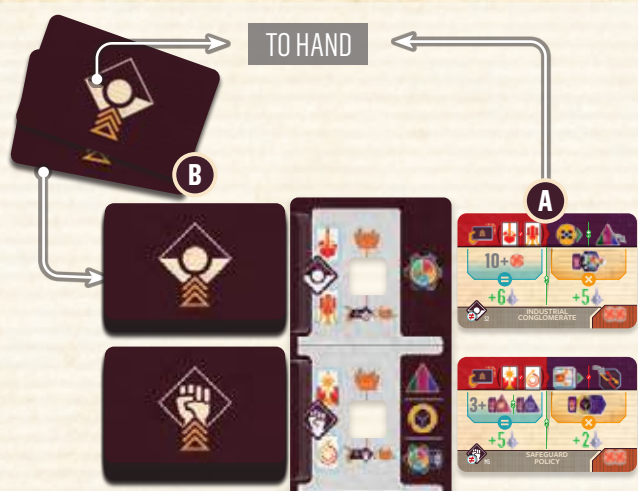 TO HAND
B
A
10+
+6
+5
INDUSTRIAL
CONGLOMERATE
3+
+5
+2
SAFEGUARD
POLICY